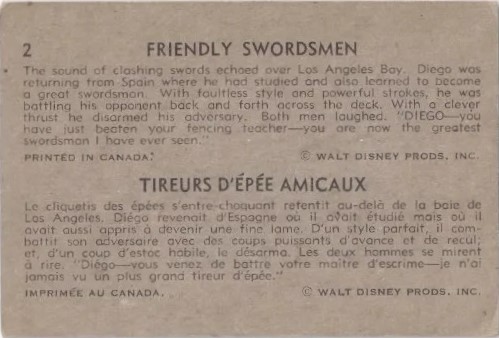 2 FRIENDLY SWORDSMEN
The sound of clashing swords echoed over Los Angeles Bay. Diego was
returning from Spain where he had studied and also learned to become
a great swordsman. With faultless style and powerful strokes, he was
battling his opponent back and forth across the deck. With a clever
thrust he disarmed his adversary. Both men laughed. "DIEGO—you
have just beaten your fencing teacher—you are now the greatest
swordsman I have ever seen."
PRINTED IN CANADA. © WALT DISNEY PRODS. INC.
TIREURS D'ÉPÉE AMICAUX
Le cliquetis des épées s'entre-choquant retentit au-delà de la baie de
Los Angeles. Diégo revenait d'Espagne où il avait étudié mais où il
avait aussi appris à devenir une fine lame. D'un style parfait, il com-
battit son adversaire avec des coups puissants d'avance et de recul;
et, d'un coup d'estoc habile, le désarma. Les deux hommes se mirent
à rire. "Diégo—vous venez de battre votre maître d'escrime—je n'ai
jamais vu un plus grand tireur d'épée."
IMPRIMÉE AU CANADA. © WALT DISNEY PRODS. INC.